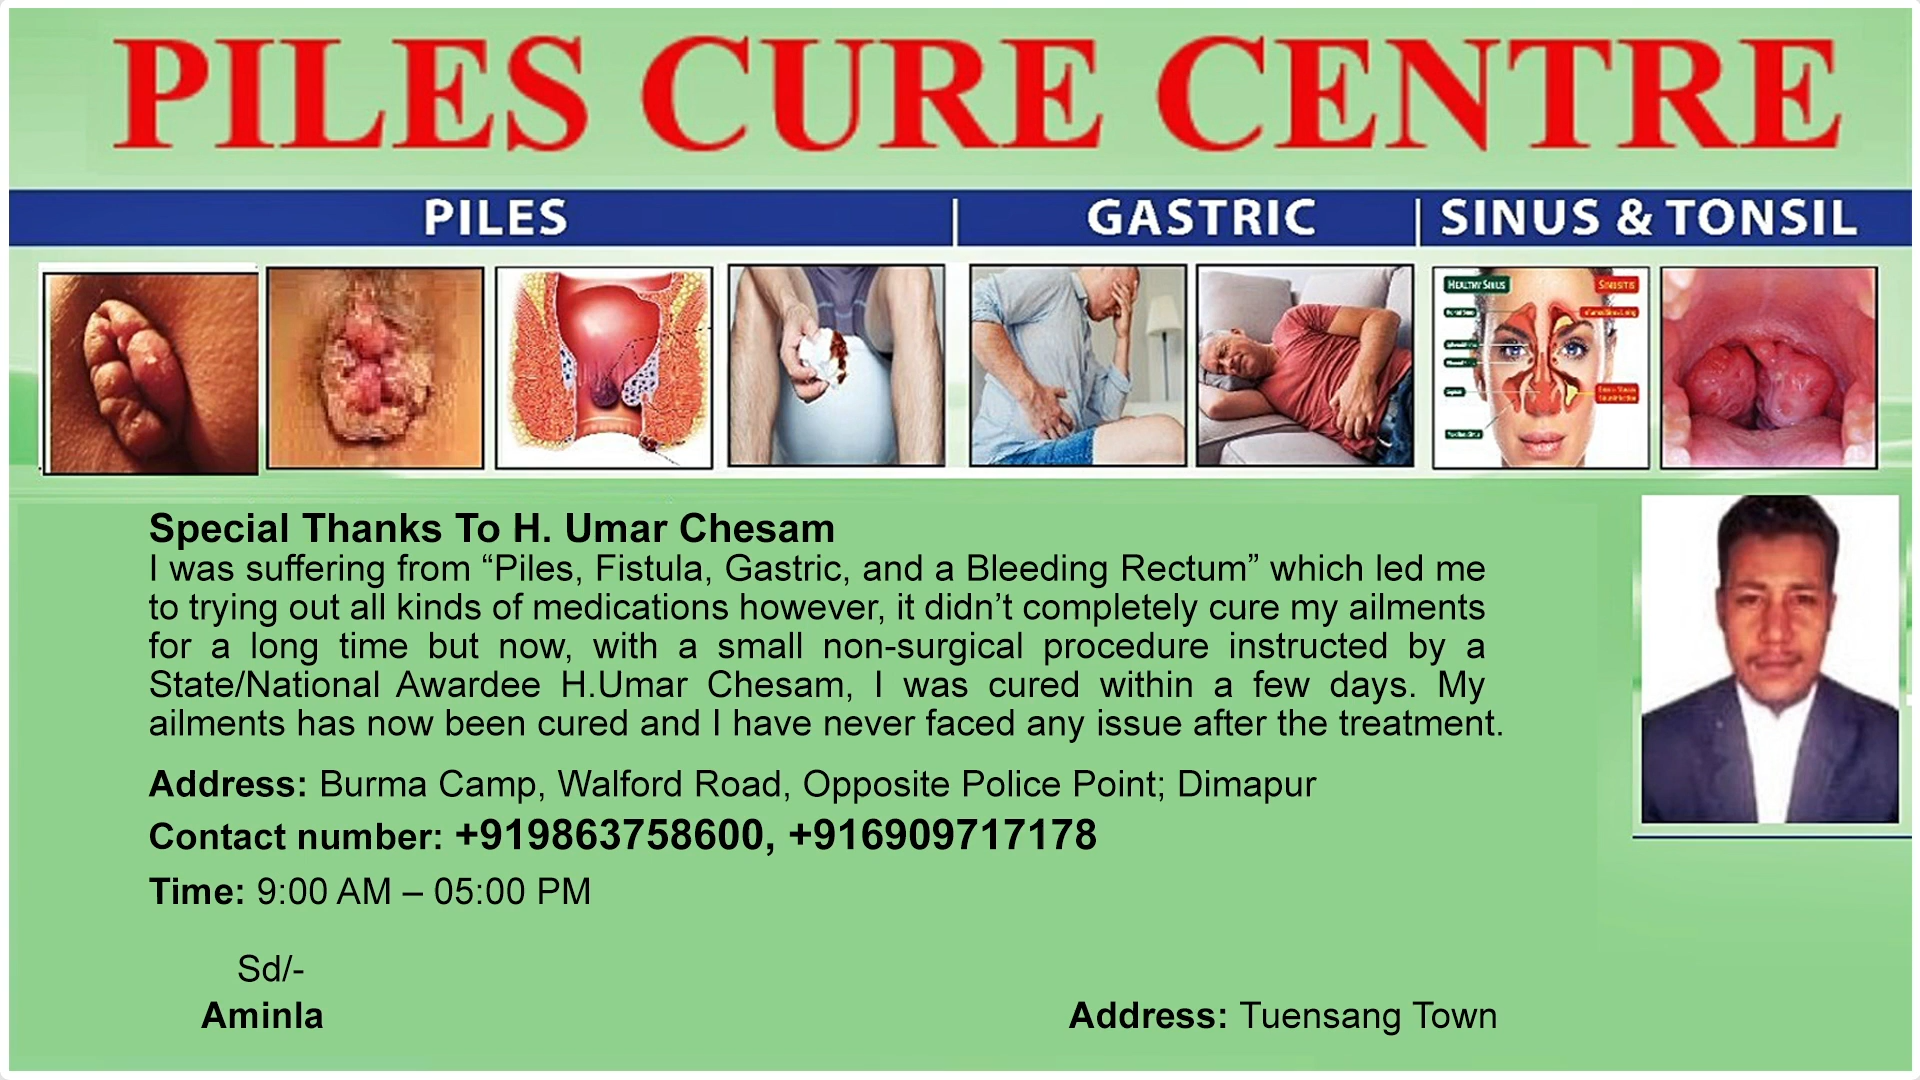 PILES CURE CENTRE
PILES | GASTRIC | SINUS & TONSIL
HEALTHY SINUS
SINUSITIS
Special Thanks To H. Umar Chesam
I was suffering from “Piles, Fistula, Gastric, and a Bleeding Rectum” which led me
to trying out all kinds of medications however, it didn’t completely cure my ailments
for a long time but now, with a small non-surgical procedure instructed by a
State/National Awardee H.Umar Chesam, I was cured within a few days. My
ailments has now been cured and I have never faced any issue after the treatment.
Address: Burma Camp, Walford Road, Opposite Police Point; Dimapur
Contact number: +919863758600, +916909717178
Time: 9:00 AM – 05:00 PM
Sd/-
Aminla
Address: Tuensang Town